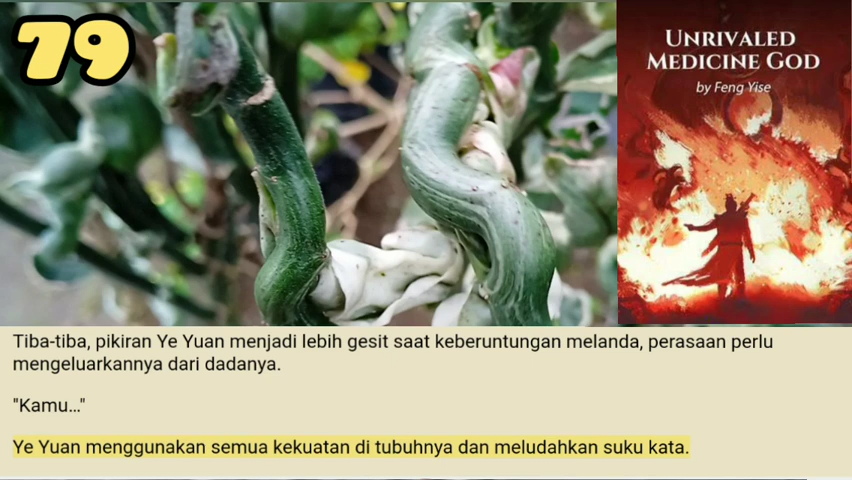 79
UNRIVALED
MEDICINE GOD
by Feng Yise
Tiba-tiba, pikiran Ye Yuan menjadi lebih gesit saat keberuntungan melanda, perasaan perlu
mengeluarkannya dari dadanya.
"Kamu..."
Ye Yuan menggunakan semua kekuatan di tubuhnya dan meludahkan suku kata.